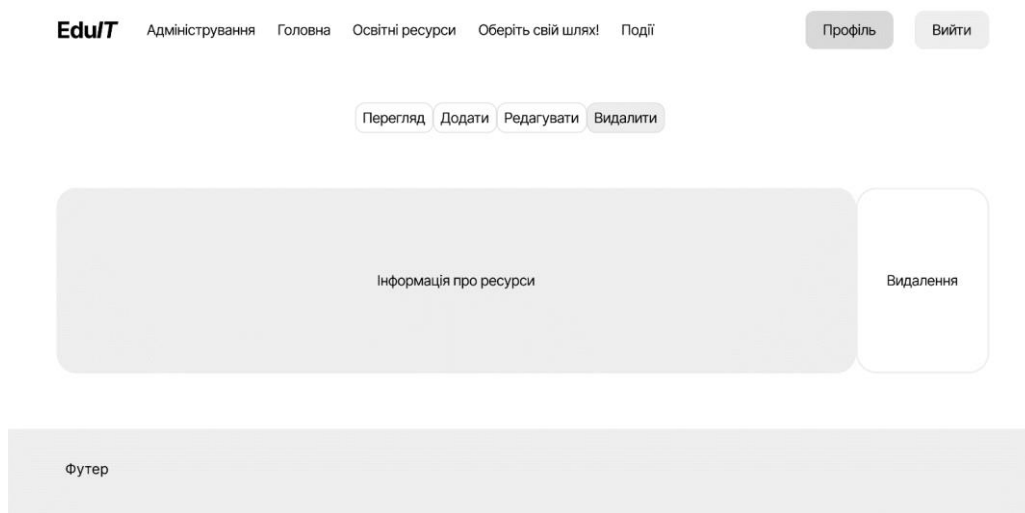 EduIT Адміністрування Головна Освітні ресурси Оберіть свій шлях! Події Профіль Вийти
Перегляд Додати Редагувати Видалити
Інформація про ресурси Видалення
Футер